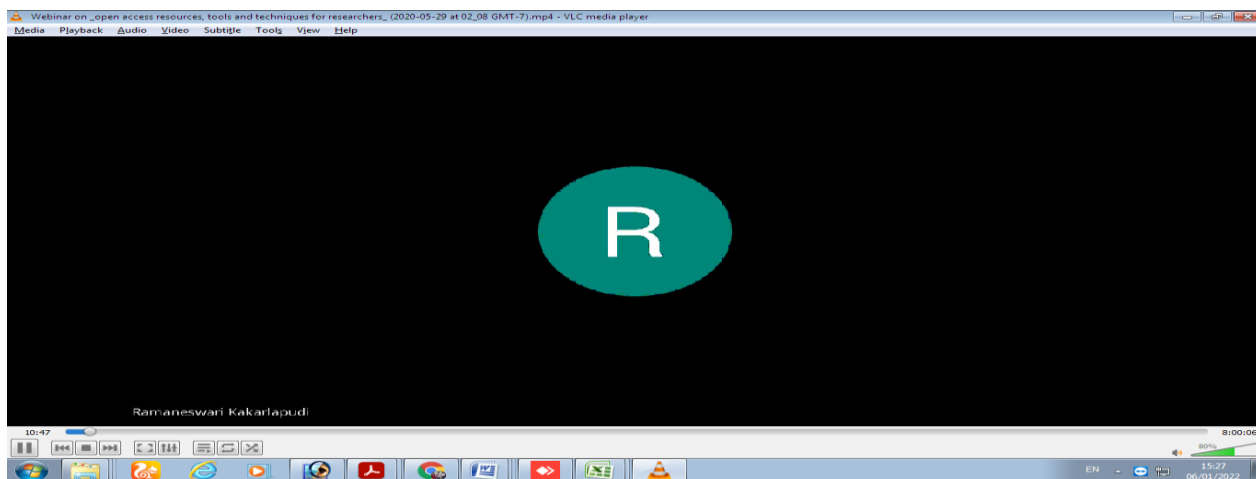 Webinar on _open access resources, tools and techniques for researchers_ (2020-05-29 at 02_08 GMT-7).mp4 - VLC media player
Media Playback Audio Video Subtitle Tools View Help
R
Ramaneswari Kakarlapudi
10:47 8:00:06
80%
EN 15:27
06/01/2022